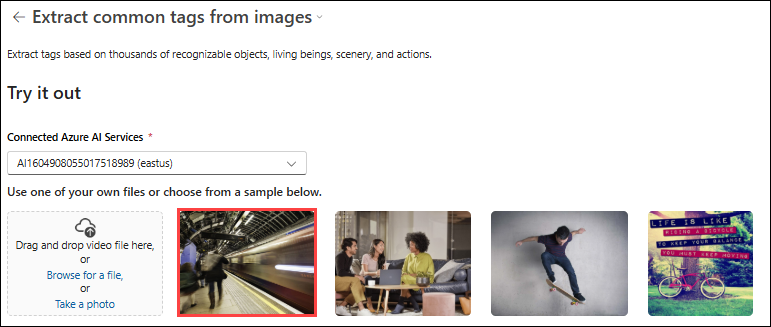 Extract common tags from images
Extract tags based on thousands of recognizable objects, living beings, scenery, and actions.
Try it out
Connected Azure AI Services *
AI1604908055017518989 (eastus)
Use one of your own files or choose from a sample below.
Drag and drop video file here,
or
Browse for a file,
or
Take a photo
LIFE IS LIKE
RIDING A BICYCLE
TO KEEP YOUR BALANCE
YOU MUST KEEP MOVING